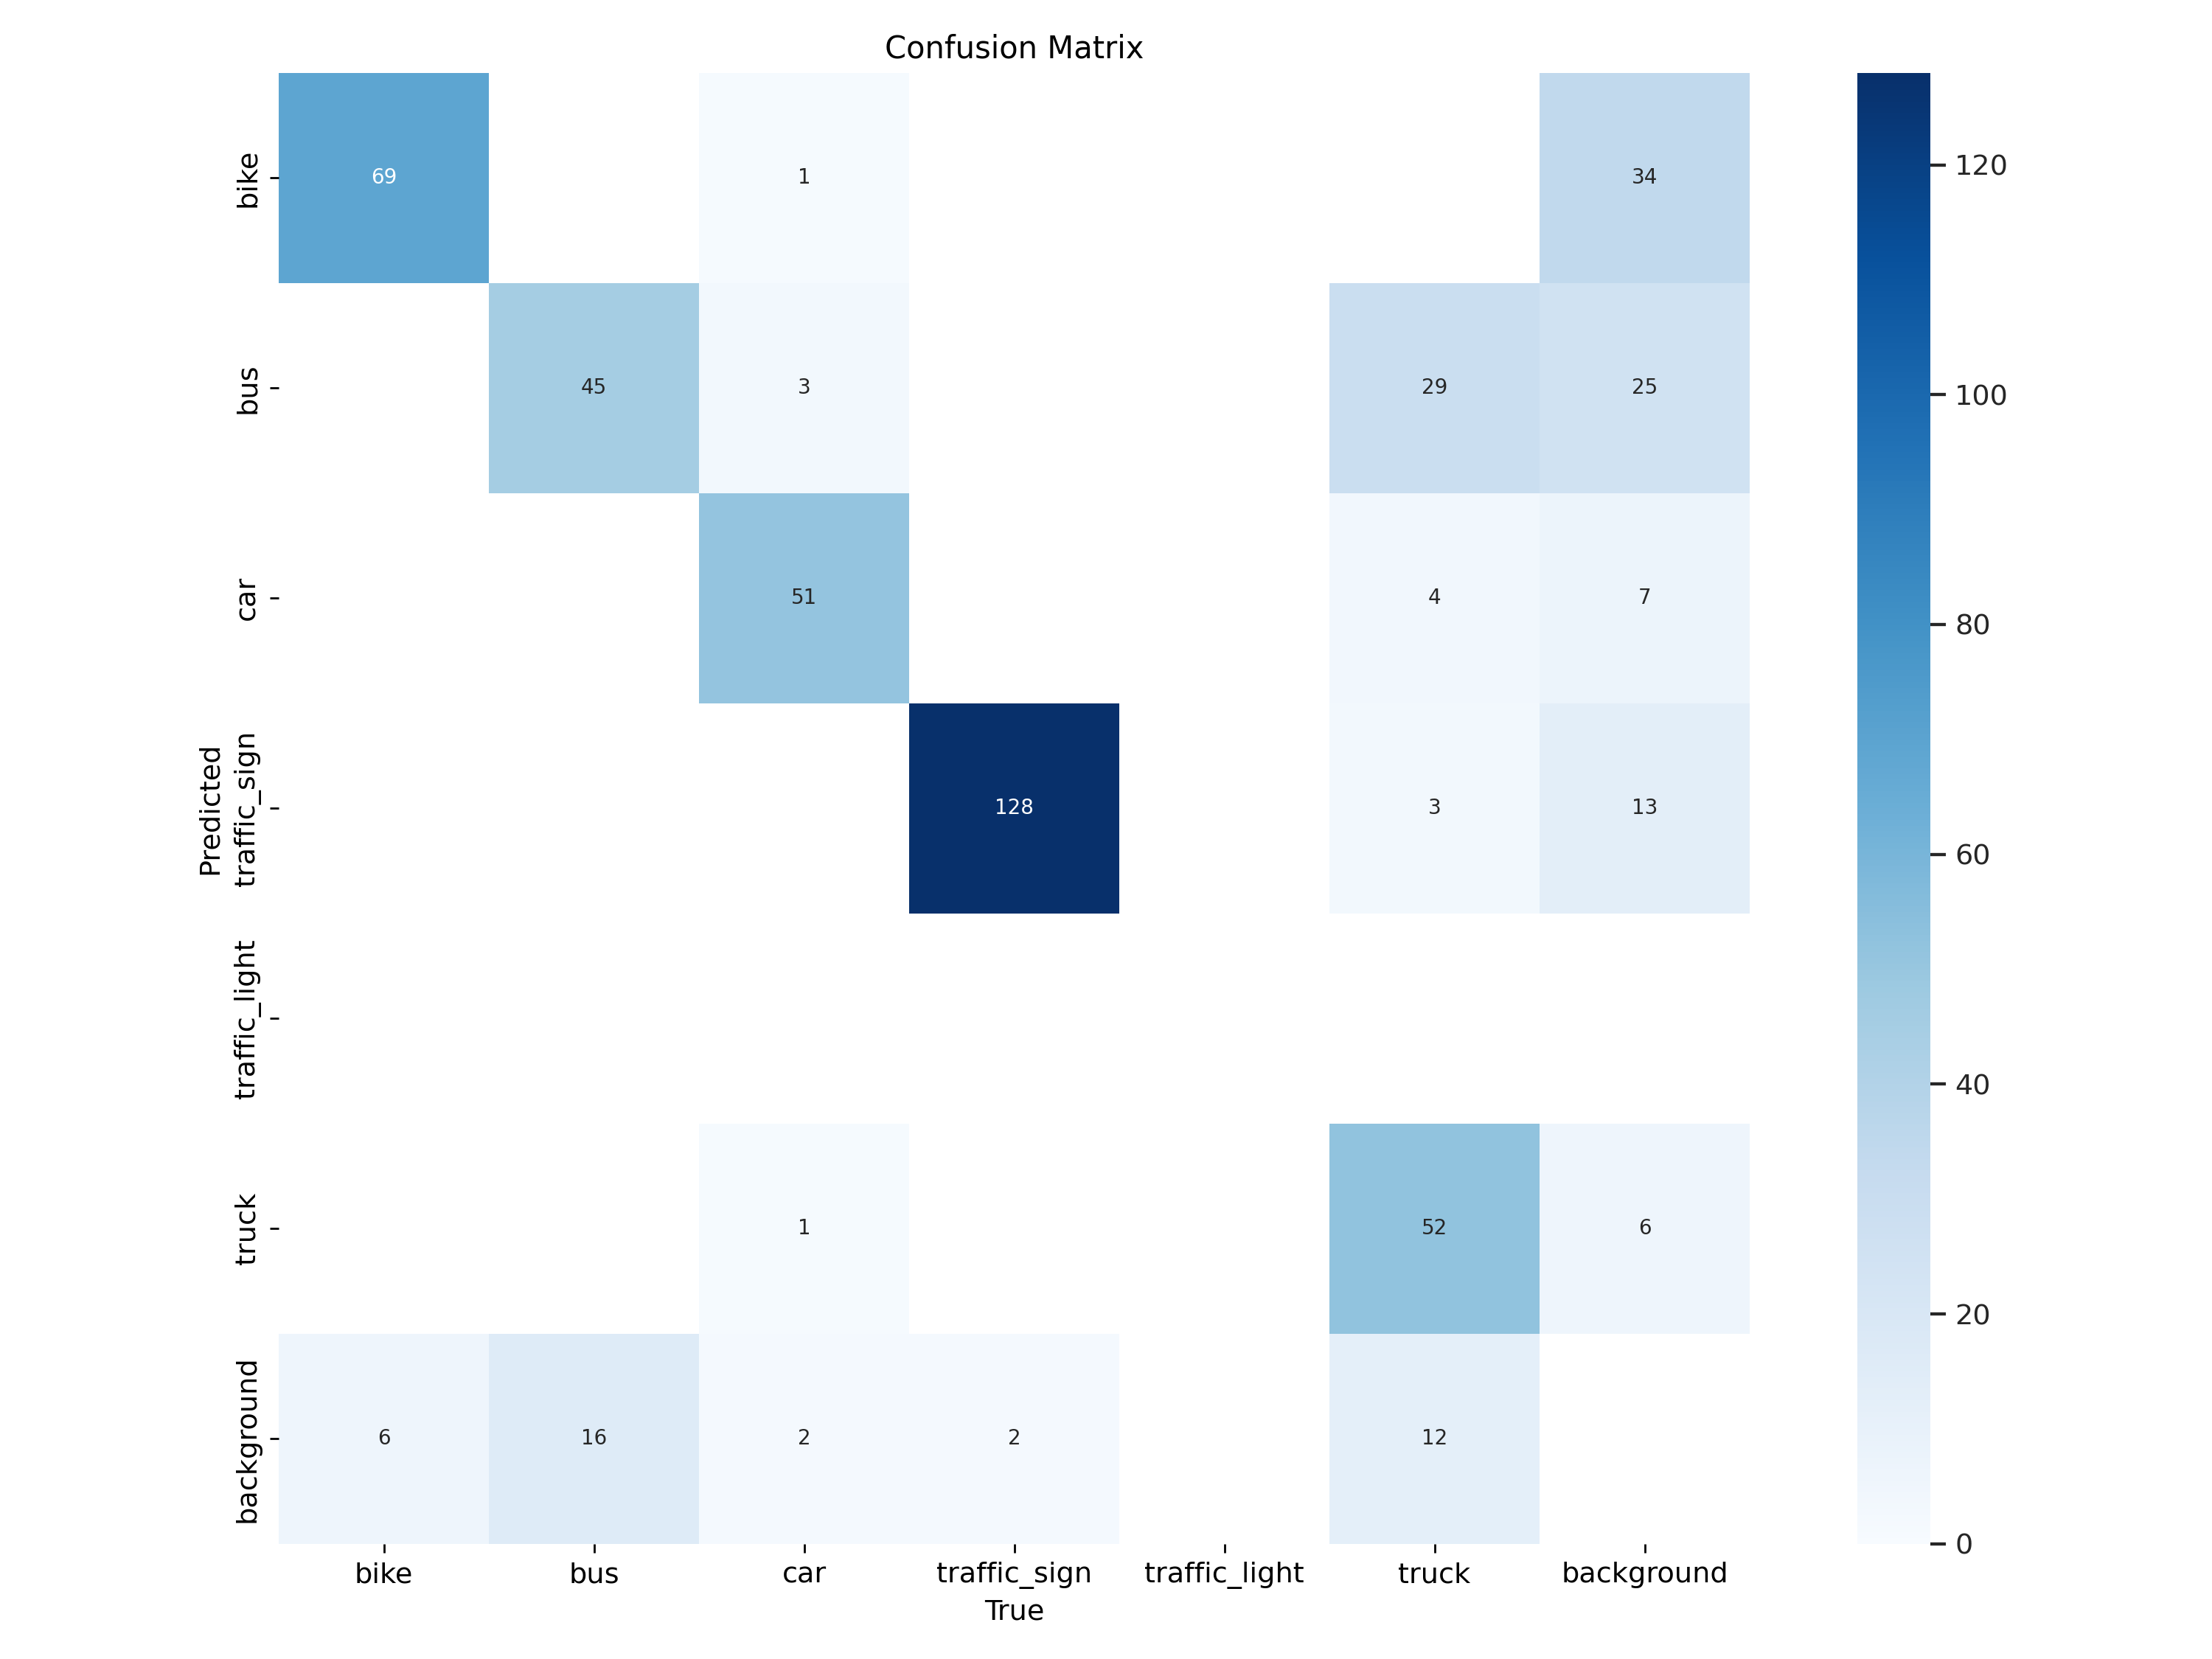 Confusion Matrix
bike
69
1
34
bus
45
3
29
25
car
51
4
7
traffic_sign
128
3
13
traffic_light
truck
1
52
6
background
6
16
2
2
12
Predicted
bike
bus
car
traffic_sign
traffic_light
truck
background
True
120
100
80
60
40
20
0